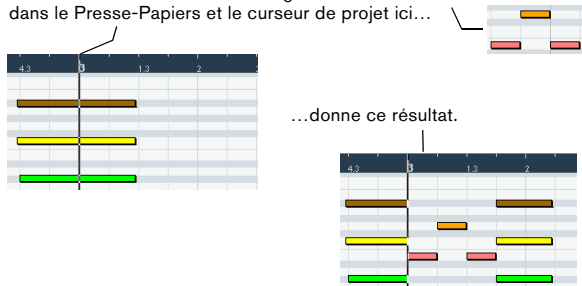 dans le Presse-Papiers et le curseur de projet ici…
4.3 3 1.3 2
…donne ce résultat.
4.3 3 1.3 2